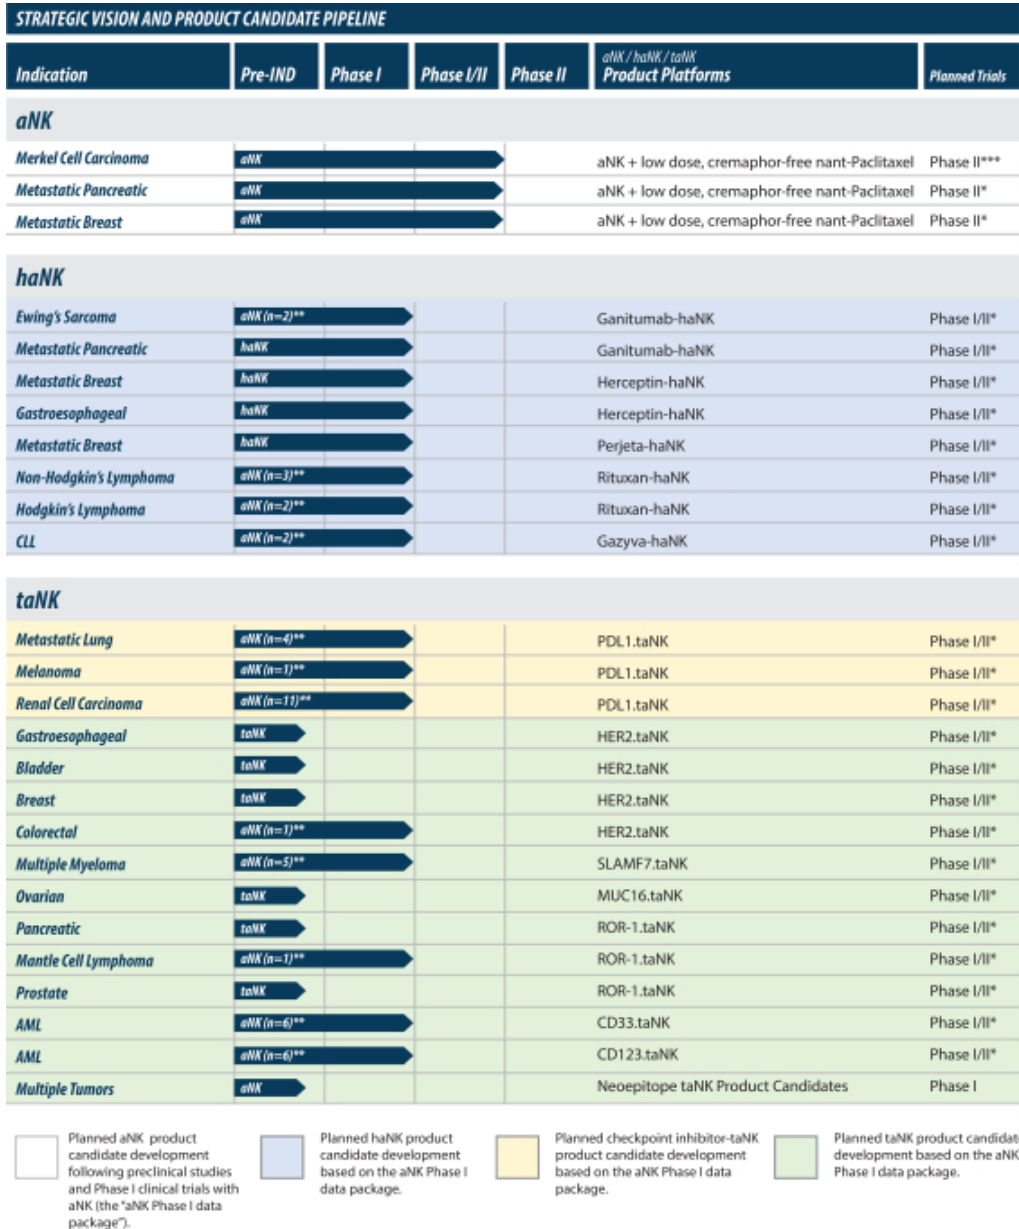 STRATEGIC VISION AND PRODUCT CANDIDATE PIPELINE
Indication Pre-IND Phase I Phase I/II Phase II aNK / haNK / taNK Product Platforms Planned Trials
aNK
Merkel Cell Carcinoma aNK aNK + low dose, cremaphor-free nant-Paclitaxel Phase II***
Metastatic Pancreatic aNK aNK + low dose, cremaphor-free nant-Paclitaxel Phase II*
Metastatic Breast aNK aNK + low dose, cremaphor-free nant-Paclitaxel Phase II*
haNK
Ewing's Sarcoma aNK (n=2)** Ganitumab-haNK Phase I/II*
Metastatic Pancreatic haNK Ganitumab-haNK Phase I/II*
Metastatic Breast haNK Herceptin-haNK Phase I/II*
Gastroesophageal haNK Herceptin-haNK Phase I/II*
Metastatic Breast haNK Perjeta-haNK Phase I/II*
Non-Hodgkin's Lymphoma aNK (n=3)** Rituxan-haNK Phase I/II*
Hodgkin's Lymphoma aNK (n=2)** Rituxan-haNK Phase I/II*
CLL aNK (n=2)** Gazyva-haNK Phase I/II*
taNK
Metastatic Lung aNK (n=4)** PDL1.taNK Phase I/II*
Melanoma aNK (n=1)** PDL1.taNK Phase I/II*
Renal Cell Carcinoma aNK (n=11)** PDL1.taNK Phase I/II*
Gastroesophageal taNK HER2.taNK Phase I/II*
Bladder taNK HER2.taNK Phase I/II*
Breast taNK HER2.taNK Phase I/II*
Colorectal aNK (n=1)** HER2.taNK Phase I/II*
Multiple Myeloma aNK (n=5)** SLAMF7.taNK Phase I/II*
Ovarian taNK MUC16.taNK Phase I/II*
Pancreatic taNK ROR-1.taNK Phase I/II*
Mantle Cell Lymphoma aNK (n=1)** ROR-1.taNK Phase I/II*
Prostate taNK ROR-1.taNK Phase I/II*
AML aNK (n=6)** CD33.taNK Phase I/II*
AML aNK (n=6)** CD123.taNK Phase I/II*
Multiple Tumors aNK Neoepitope taNK Product Candidates Phase I
Planned aNK product
candidate development
following preclinical studies
and Phase I clinical trials with
aNK (the "aNK Phase I data
package").
Planned haNK product
candidate development
based on the aNK Phase I
data package.
Planned checkpoint inhibitor-taNK
product candidate development
based on the aNK Phase I data
package.
Planned taNK product candidate
development based on the aNK
Phase I data package.